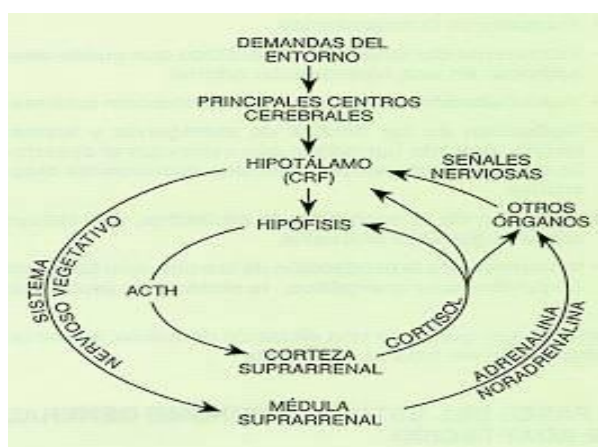 DEMANDAS DEL
ENTORNO
PRINCIPALES CENTROS
CEREBRALES
HIPOTÁLAMO
(CRF)
SEÑALES
NERVIOSAS
HIPÓFISIS
OTROS
ÓRGANOS
SISTEMA
NERVIOSO VEGETATIVO
ACTH
CORTISOL
CORTEZA
SUPRARRENAL
ADRENALINA
NORADRENALINA
MÉDULA
SUPRARRENAL